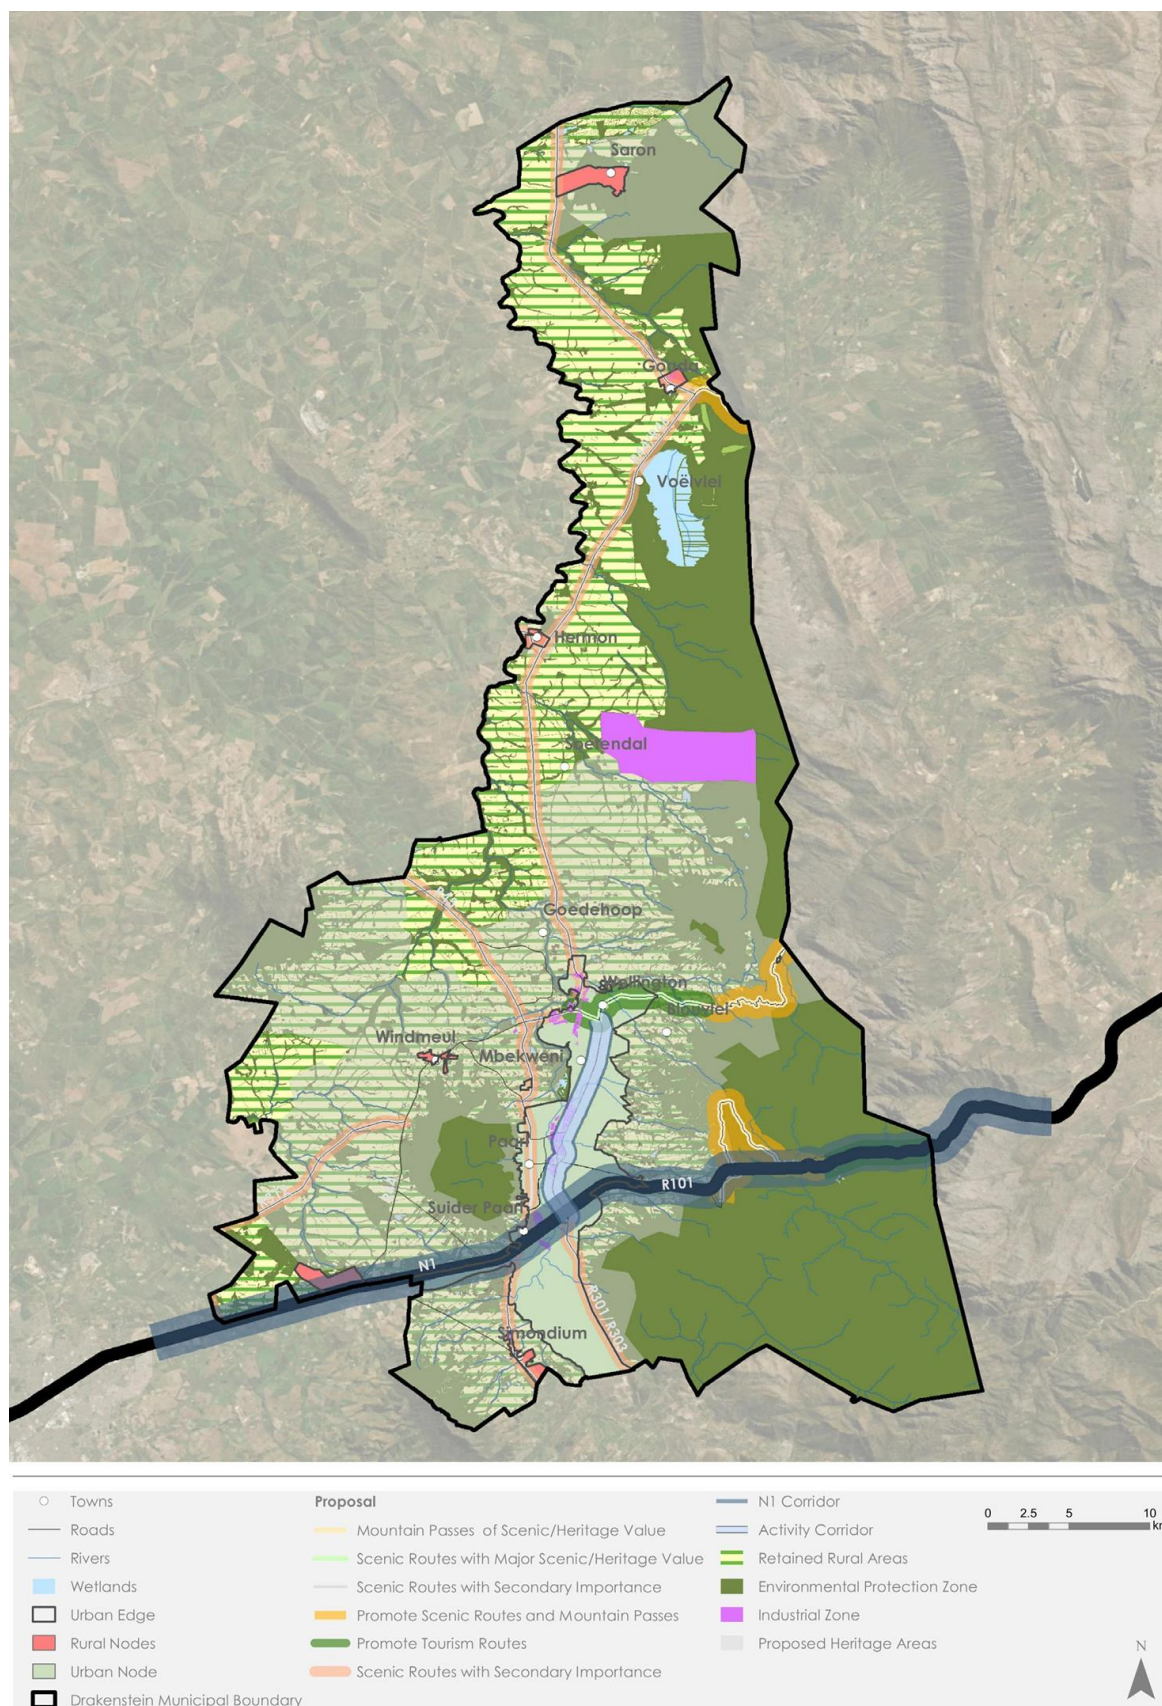 Saron
Gouda
Voëlvlei
Hermon
Soetendal
Goedehoop
Wellington
Blouvlei
Windmeul
Mbekweni
Paarl
R101
Suider Paarl
N1
R301/R303
Simondium
Towns
Roads
Rivers
Wetlands
Urban Edge
Rural Nodes
Urban Node
Drakenstein Municipal Boundary
Proposal
Mountain Passes of Scenic/Heritage Value
Scenic Routes with Major Scenic/Heritage Value
Scenic Routes with Secondary Importance
Promote Scenic Routes and Mountain Passes
Promote Tourism Routes
Scenic Routes with Secondary Importance
N1 Corridor
Activity Corridor
Retained Rural Areas
Environmental Protection Zone
Industrial Zone
Proposed Heritage Areas
0 2.5 5 10
km
N